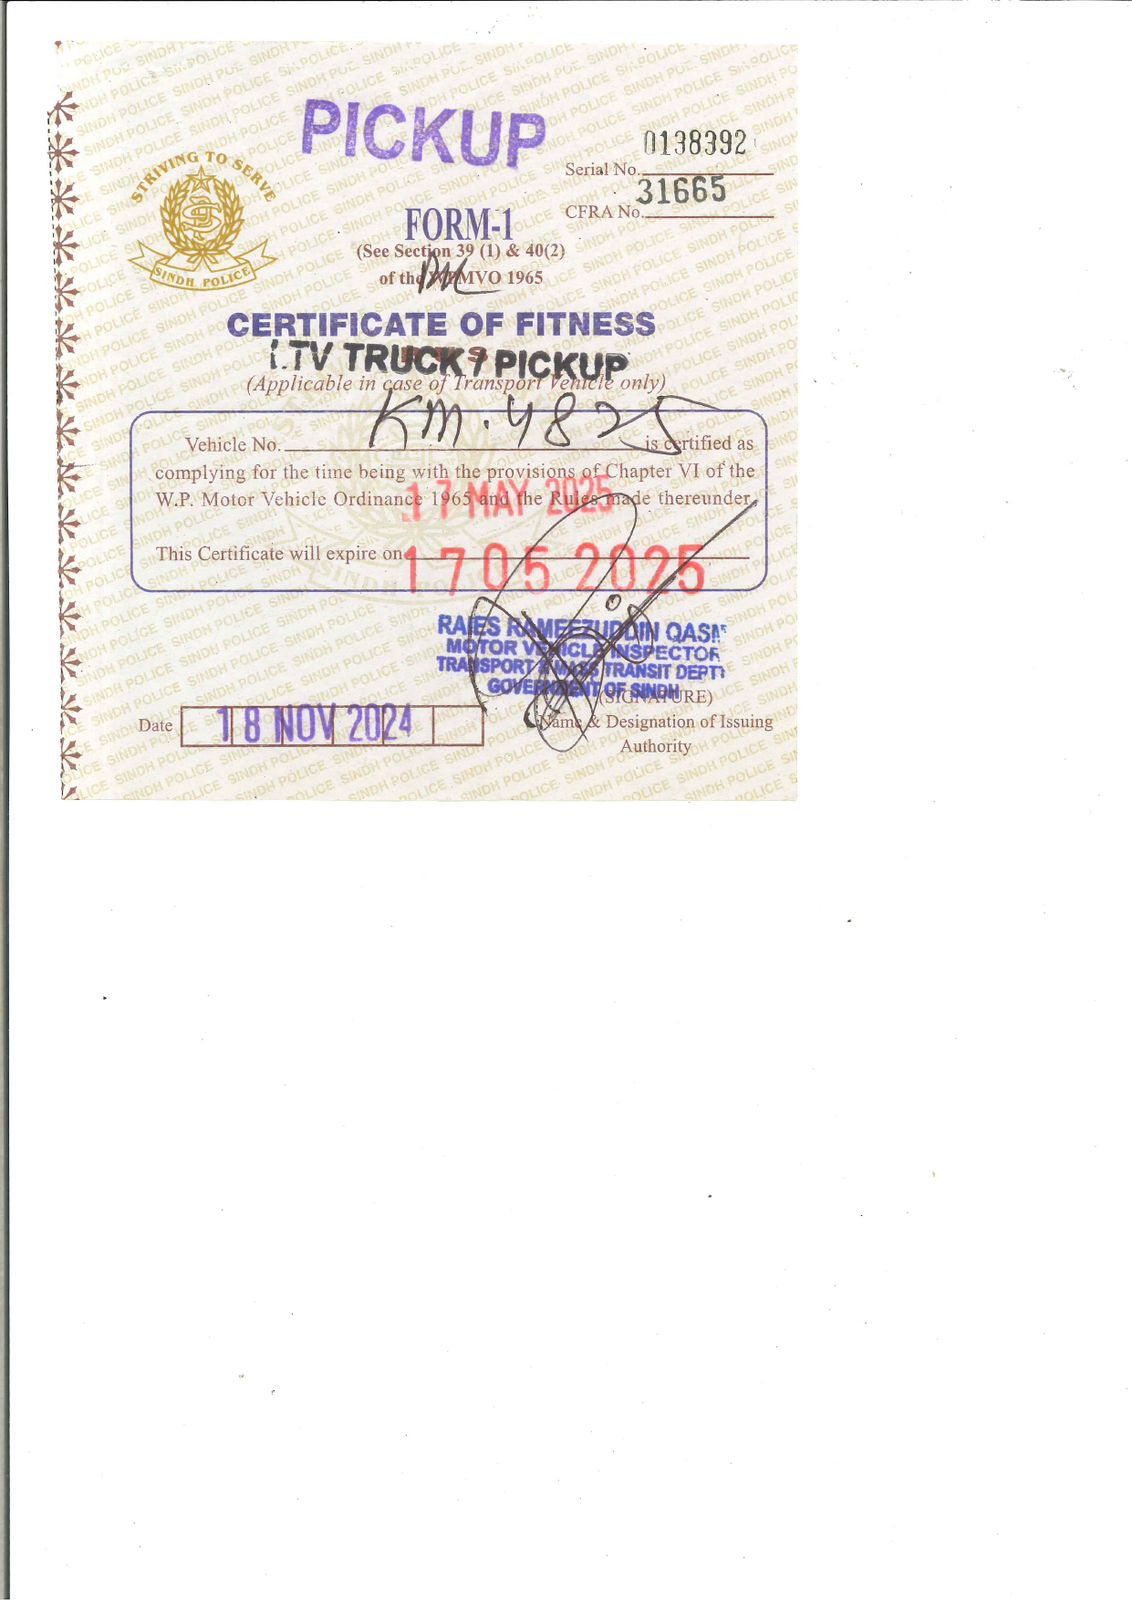 PICKUP
0138392
Serial No.
31665
CFRA No.
STRIVING TO SERVE
SINDH POLICE
FORM-1
(See Section 39 (1) & 40(2)
of the MVO 1965
CERTIFICATE OF FITNESS
LTV TRUCK / PICKUP
(Applicable in case of Transport Vehicle only)
Vehicle No. KM.4825 is certified as
complying for the time being with the provisions of Chapter VI of the
W.P. Motor Vehicle Ordinance 1965 and the Rules made thereunder.
17 MAY 2025
This Certificate will expire on 17 05 2025
RAIES RAMEEZUDDIN QASM
MOTOR VEHICLE INSPECTOR
TRANSPORT & MASS TRANSIT DEPTT
GOVERNMENT OF SINDH
(SIGNATURE)
Date 18 NOV 2024
Name & Designation of Issuing
Authority